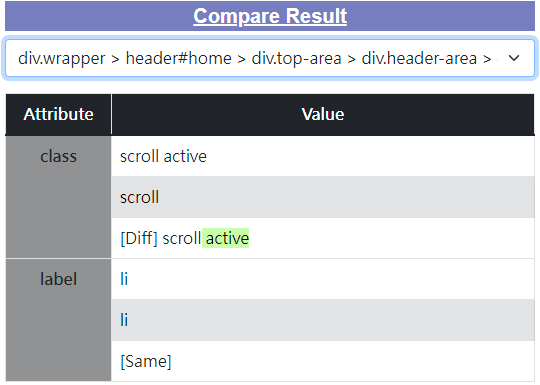 Compare Result
div.wrapper > header#home > div.top-area > div.header-area >
Attribute Value
class scroll active
scroll
[Diff] scroll active
label li
li
[Same]